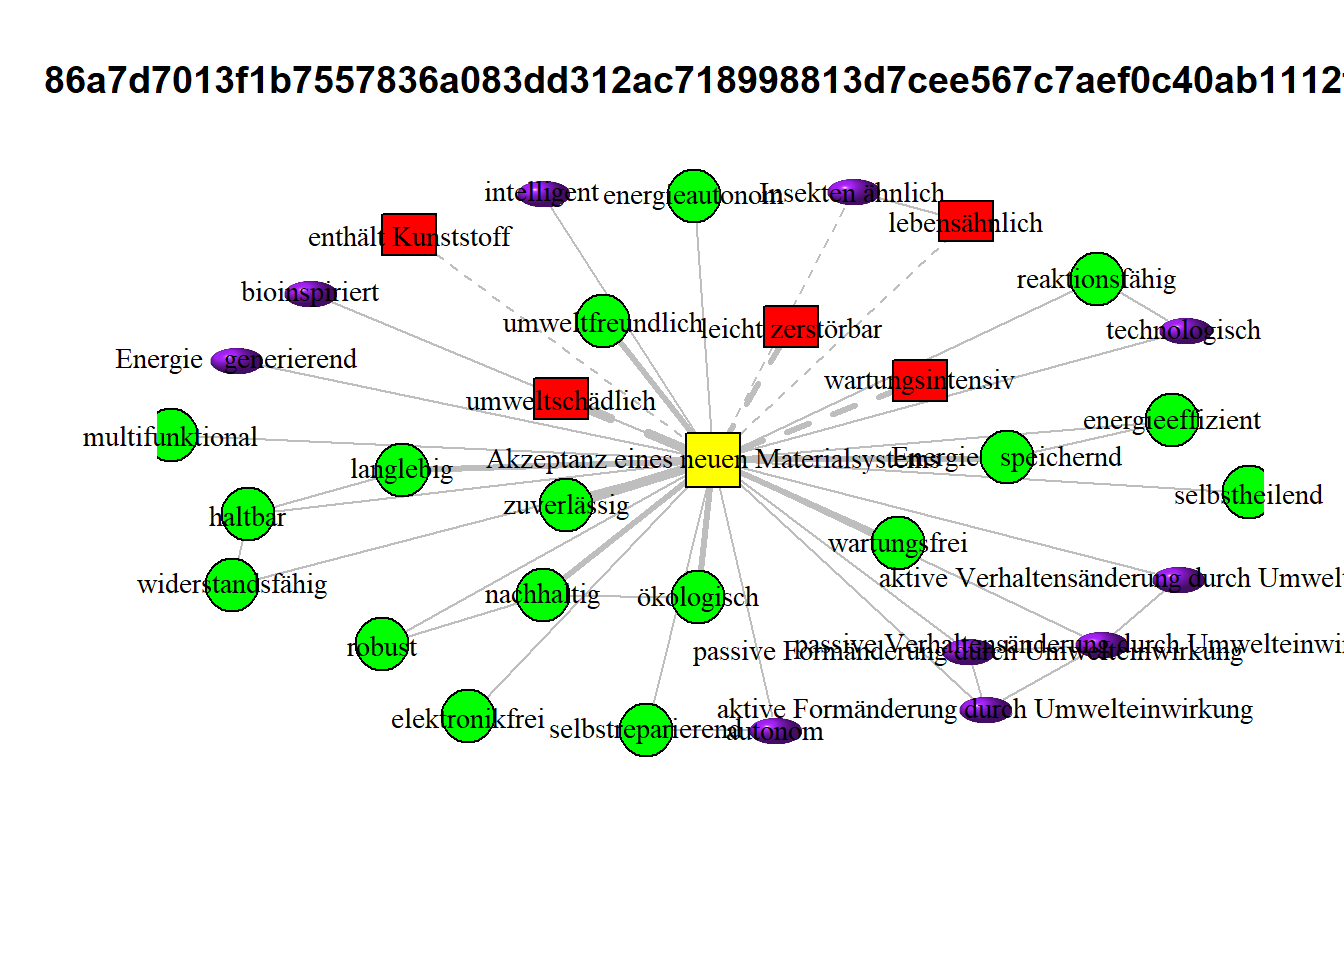 86a7d7013f1b7557836a083dd312ac718998813d7cee567c7aef0c40ab1112
intelligent
energieautonom
Insekten ähnlich
lebensähnlich
enthält Kunststoff
reaktionsfähig
bioinspiriert
umweltfreundlich
leicht zerstörbar
technologisch
Energie generierend
wartungsintensiv
umweltschädlich
energieeffizient
multifunktional
langlebig
Akzeptanz eines neuen Materialsystems
Energie speichernd
selbstheilend
zuverlässig
haltbar
wartungsfrei
widerstandsfähig
aktive Verhaltensänderung durch Umwelt
nachhaltig
ökologisch
robust
passive Verhaltensänderung durch Umwelteinwi
passive Formänderung durch Umwelteinwirkung
aktive Formänderung durch Umwelteinwirkung
elektronikfrei
selbstreparierend
autonom